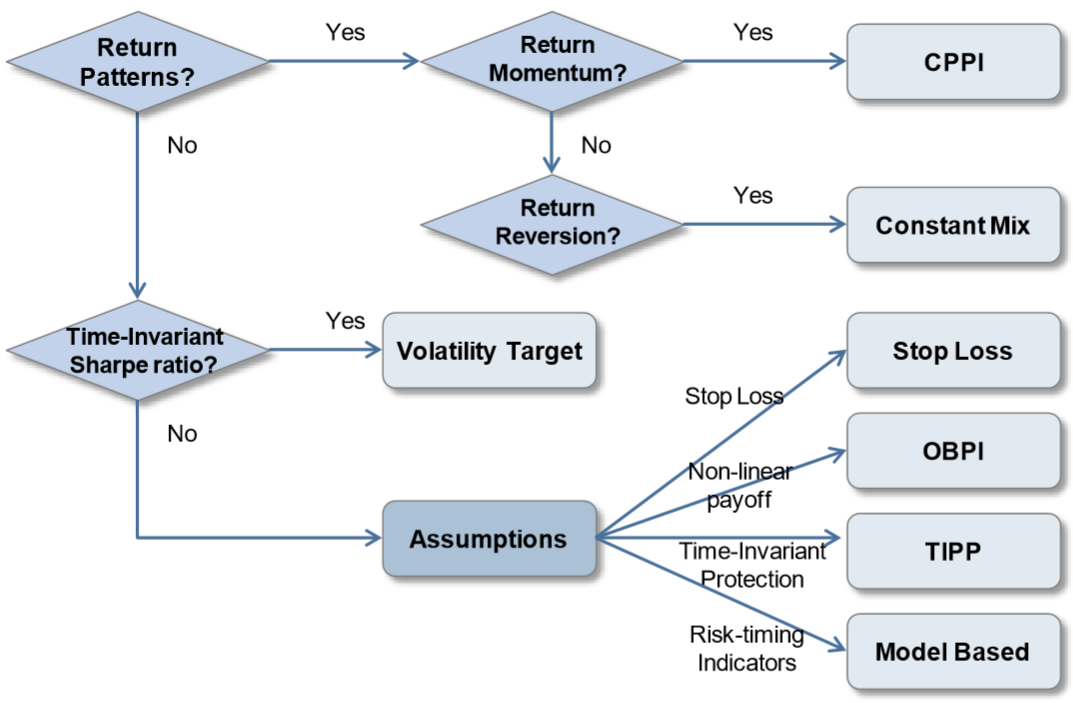 Return
Patterns?
Yes
Return
Momentum?
Yes
CPPI
No
No
Return
Reversion?
Yes
Constant Mix
Time-Invariant
Sharpe ratio?
Yes
Volatility Target
Stop Loss
Stop Loss
No
Non-linear
payoff
OBPI
Assumptions
Time-Invariant
Protection
TIPP
Risk-timing
Indicators
Model Based